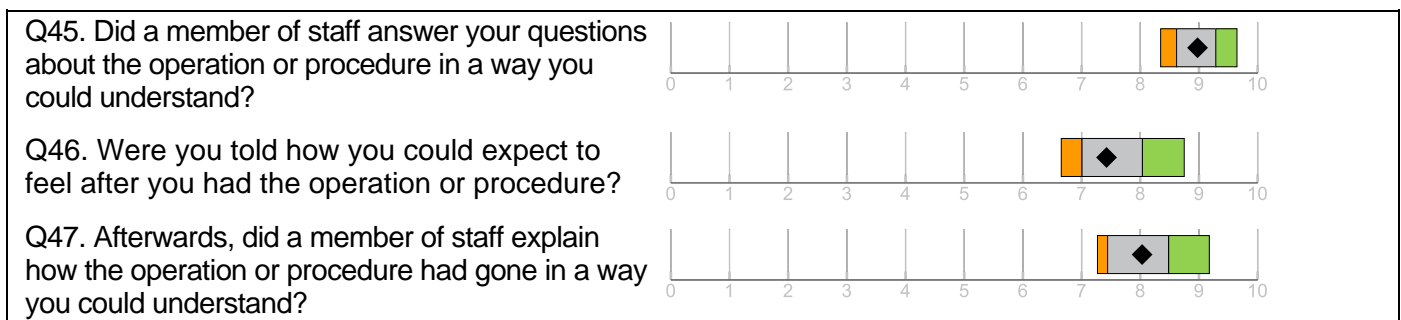 Q45. Did a member of staff answer your questions
about the operation or procedure in a way you
could understand?
0 1 2 3 4 5 6 7 8 9 10
Q46. Were you told how you could expect to
feel after you had the operation or procedure?
0 1 2 3 4 5 6 7 8 9 10
Q47. Afterwards, did a member of staff explain
how the operation or procedure had gone in a way
you could understand?
0 1 2 3 4 5 6 7 8 9 10